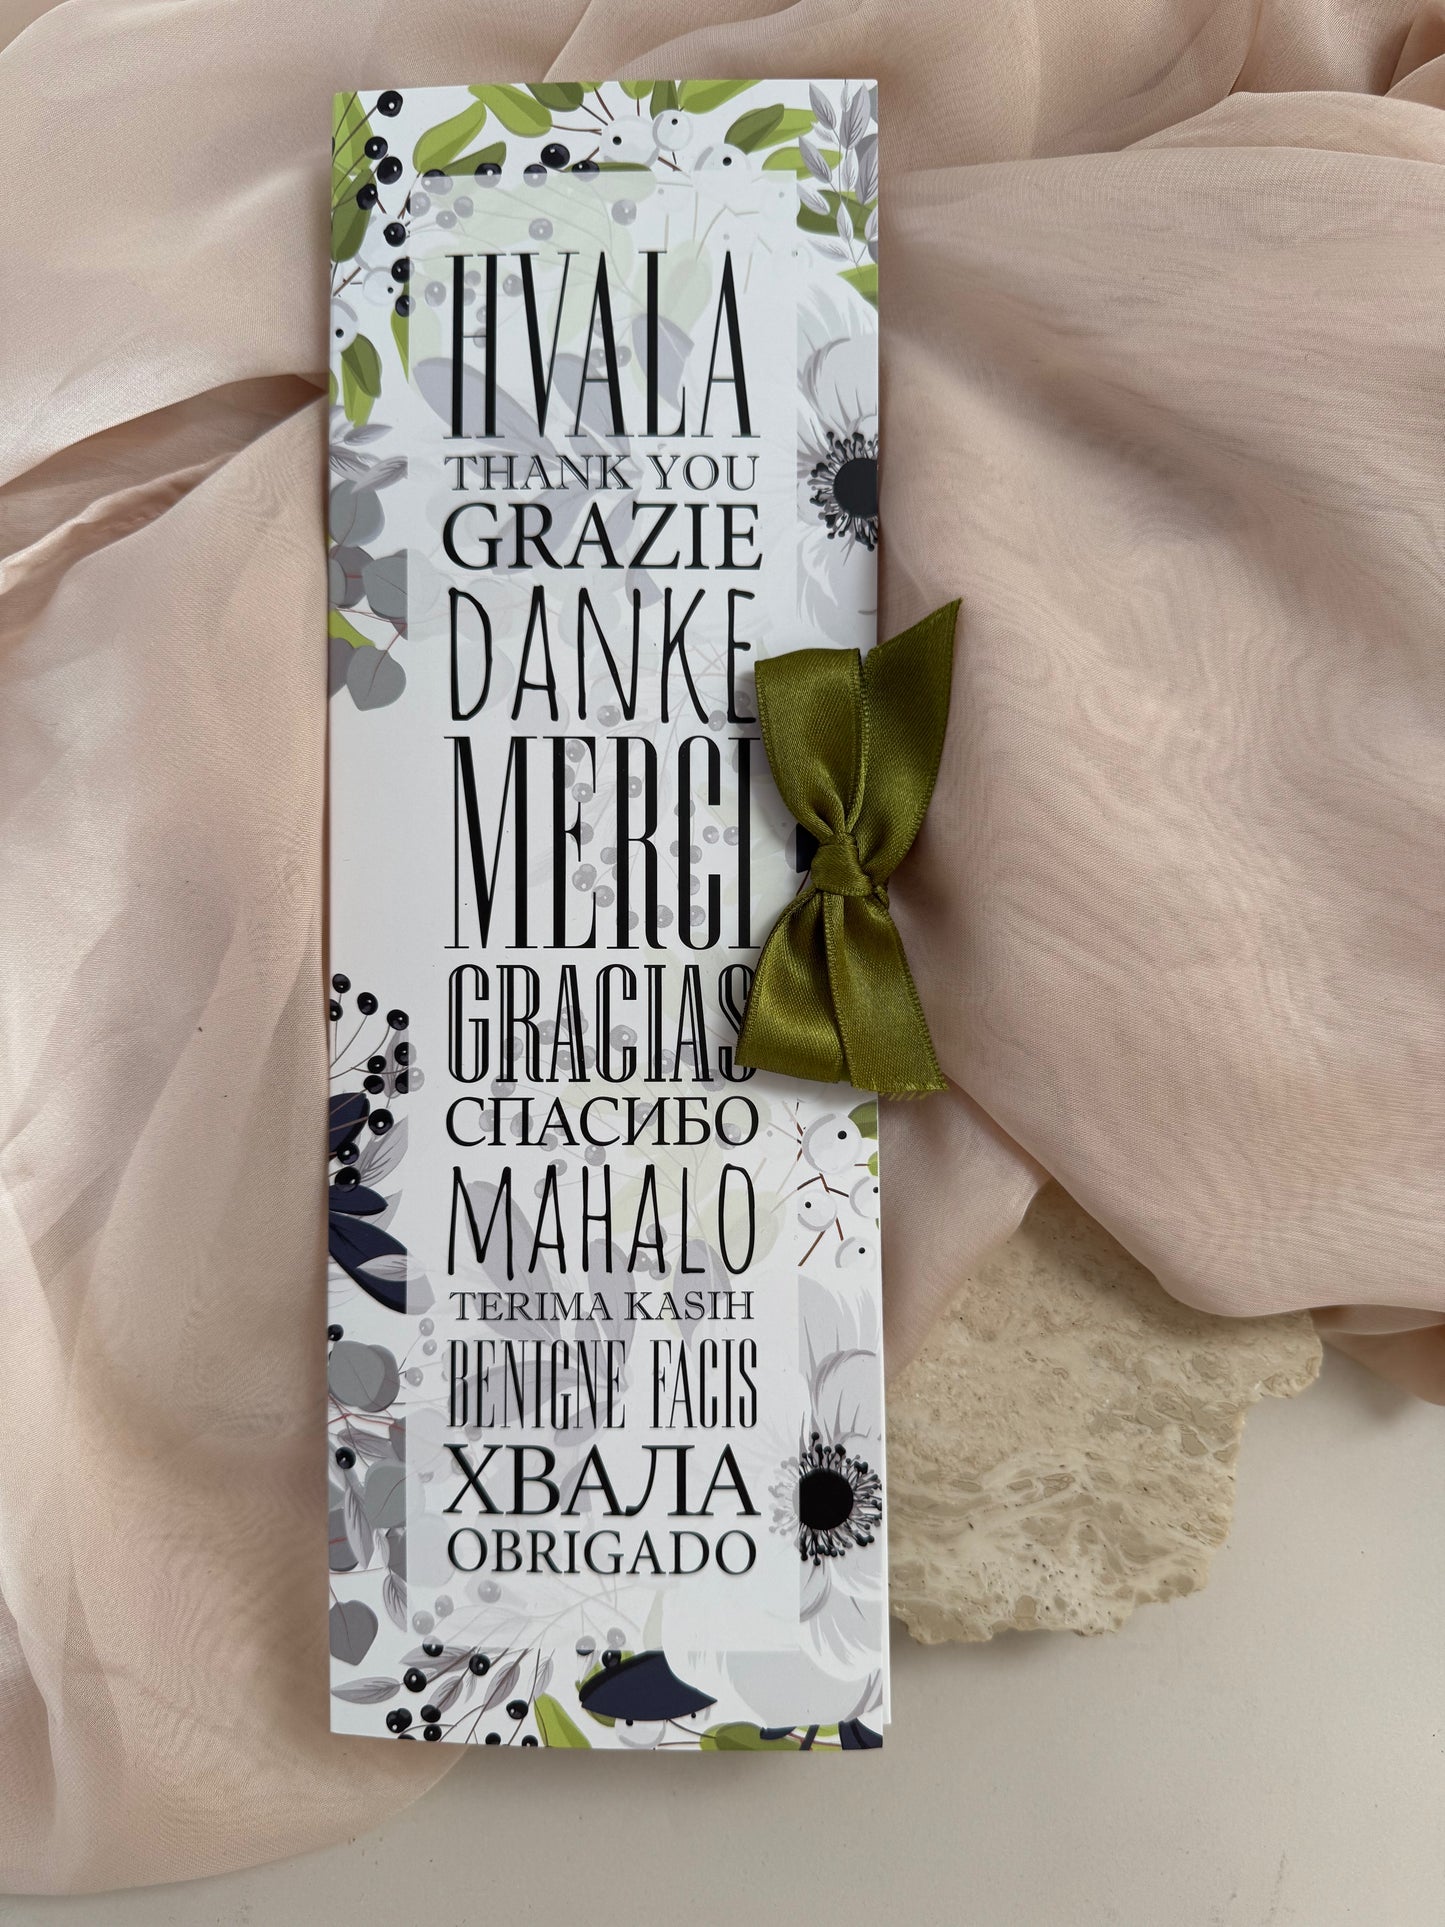 HVALA
THANK YOU
GRAZIE
DANKE
MERCI
GRACIAS
СПАСИБО
MAHALO
TERIMA KASIH
BENIGNE FACIS
ХВАЛА
OBRIGADO